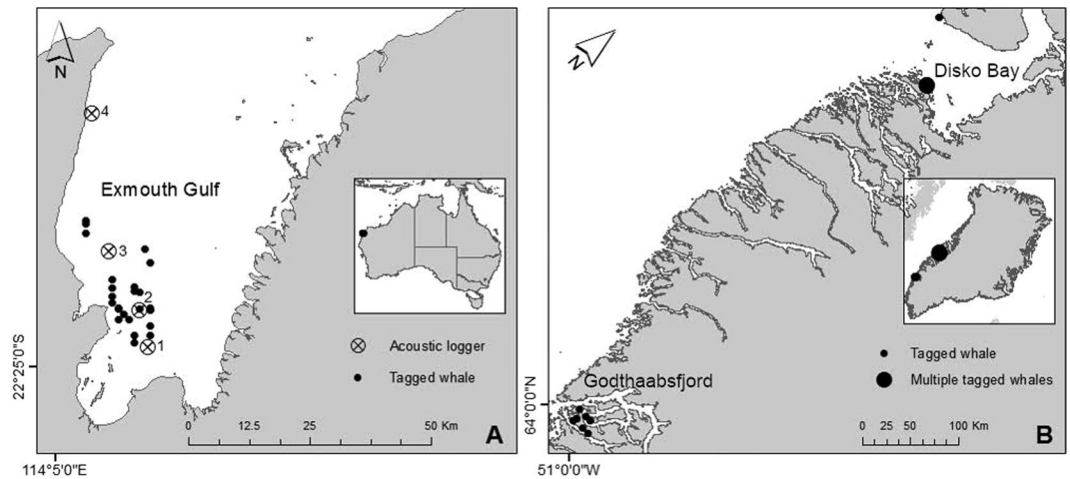 N
4
Exmouth Gulf
3
2
1
Acoustic logger
Tagged whale
22°25'0"S
0 12.5 25 50 Km
A
114°5'0"E
N
Disko Bay
Tagged whale
Multiple tagged whales
Godthaabsfjord
64°0'0"N
0 25 50 100 Km
B
51°0'0"W